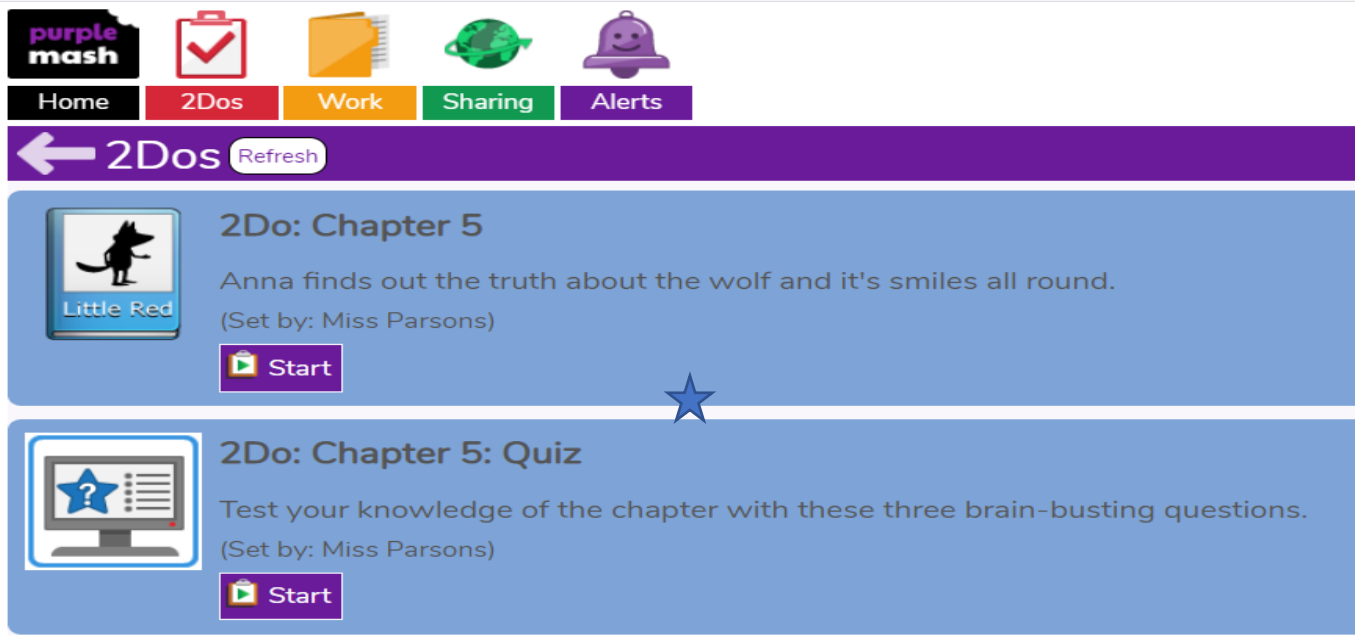 purple
mash
Home 2Dos Work Sharing Alerts
2Dos Refresh
2Do: Chapter 5
Anna finds out the truth about the wolf and it's smiles all round.
Little Red
(Set by: Miss Parsons)
Start
2Do: Chapter 5: Quiz
?
Test your knowledge of the chapter with these three brain-busting questions.
(Set by: Miss Parsons)
Start